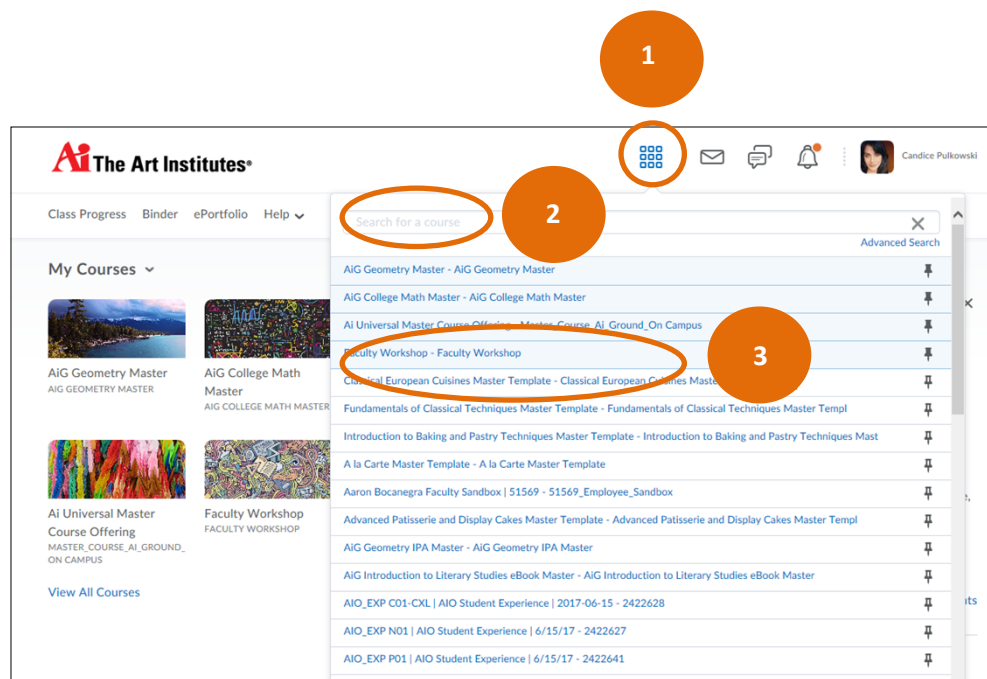 1
Ai The Art Institutes®
Candice Pulkowski
Class Progress Binder ePortfolio Help
Search for a course
2
Advanced Search
My Courses
AiG Geometry Master - AiG Geometry Master
AiG College Math Master - AiG College Math Master
Ai Universal Master Course Offering - Master_Course_Ai_Ground_On Campus
Faculty Workshop - Faculty Workshop
3
Classical European Cuisines Master Template - Classical European Cuisines Maste
Fundamentals of Classical Techniques Master Template - Fundamentals of Classical Techniques Master Templ
Introduction to Baking and Pastry Techniques Master Template - Introduction to Baking and Pastry Techniques Mast
A la Carte Master Template - A la Carte Master Template
Aaron Bocanegra Faculty Sandbox | 51569 - 51569_Employee_Sandbox
Advanced Patisserie and Display Cakes Master Template - Advanced Patisserie and Display Cakes Master Templ
AiG Geometry IPA Master - AiG Geometry IPA Master
AiG Introduction to Literary Studies eBook Master - AiG Introduction to Literary Studies eBook Master
AIO_EXP C01-CXL | AIO Student Experience | 2017-06-15 - 2422628
AIO_EXP N01 | AIO Student Experience | 6/15/17 - 2422627
AIO_EXP P01 | AIO Student Experience | 6/15/17 - 2422641
AiG Geometry Master
AIG GEOMETRY MASTER
AiG College Math
Master
AIG COLLEGE MATH MASTER
Ai Universal Master
Course Offering
MASTER_COURSE_AI_GROUND_
ON CAMPUS
Faculty Workshop
FACULTY WORKSHOP
View All Courses